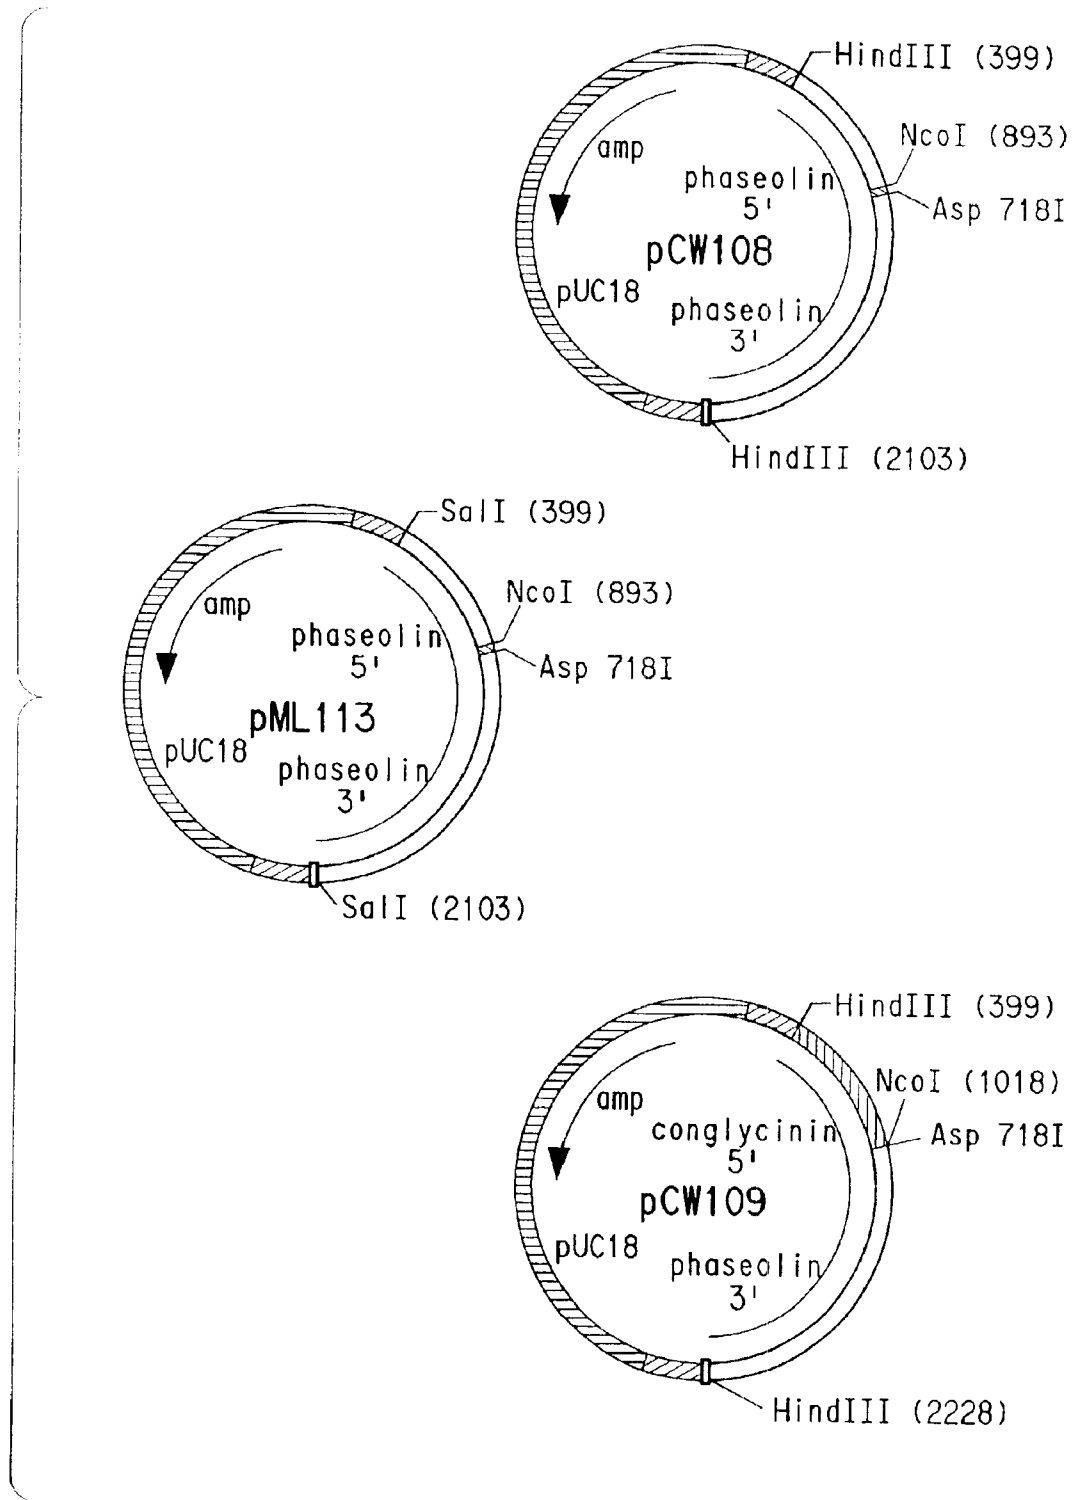 HindIII (399)
NcoI (893)
amp
phaseolin
5'
Asp 718I
pCW108
pUC18
phaseolin
3'
HindIII (2103)
SalI (399)
NcoI (893)
amp
phaseolin
5'
Asp 718I
pML113
pUC18
phaseolin
3'
SalI (2103)
HindIII (399)
NcoI (1018)
amp
conglycinin
5'
Asp 718I
pCW109
pUC18
phaseolin
3'
HindIII (2228)